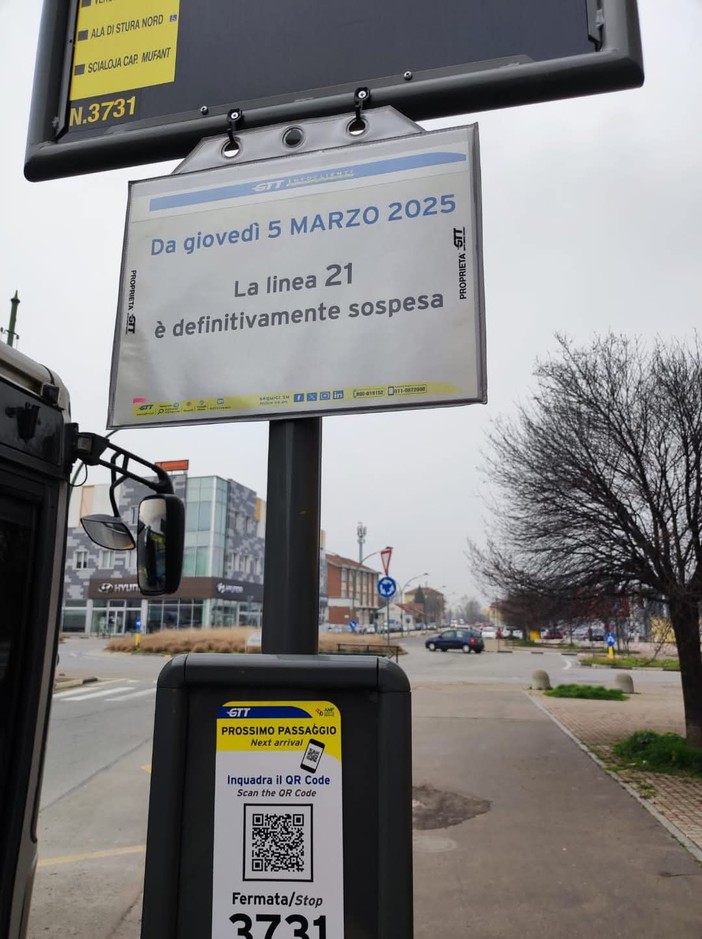 ALA DI STURA NORD
SCIALOJA CAP. MUFANT
N.3731
GTT
Da giovedì 5 MARZO 2025
La linea 21
è definitivamente sospesa
PROPRIETÀ GTT
PROPRIETÀ GTT
GTT
HYUNDAI
GTT
PROSSIMO PASSAGGIO
Next arrival
Inquadra il QR Code
Scan the QR Code
Fermata/Stop
3731